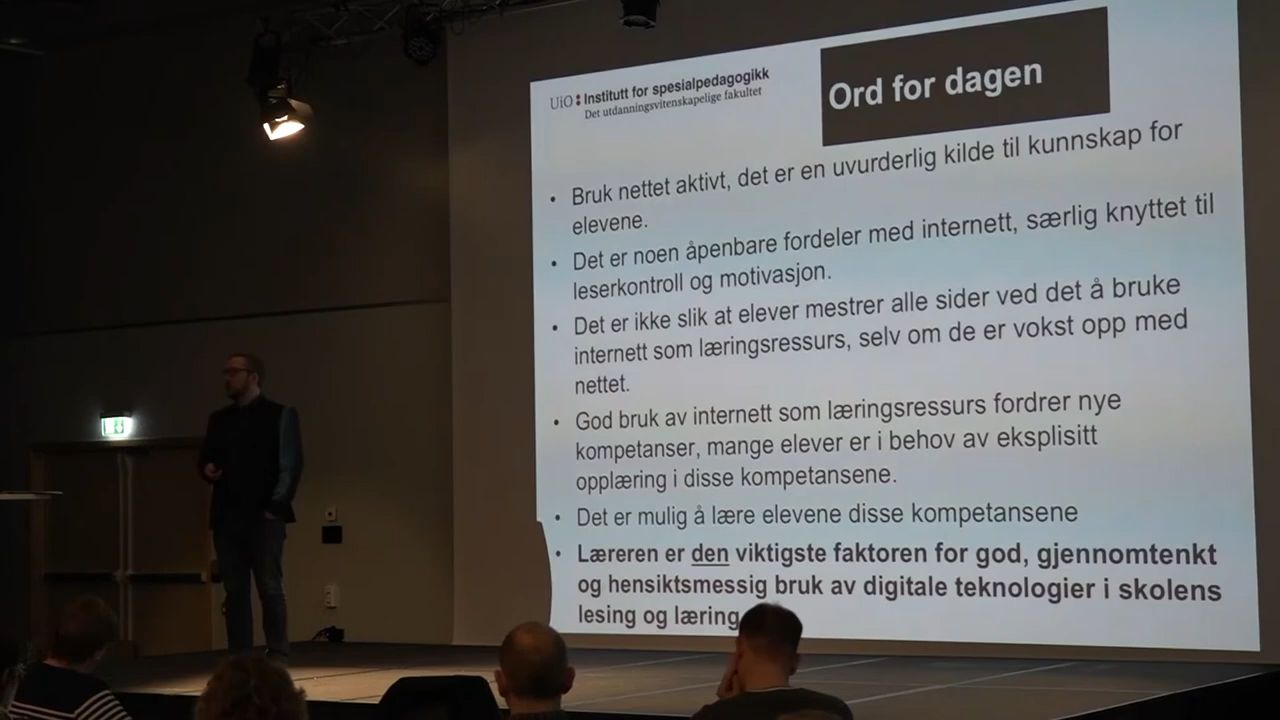 UiO : Institutt for spesialpedagogikk
Det utdanningsvitenskapelige fakultet
Ord for dagen
• Bruk nettet aktivt, det er en uvurderlig kilde til kunnskap for
elevene.
• Det er noen åpenbare fordeler med internett, særlig knyttet til
leserkontroll og motivasjon.
• Det er ikke slik at elever mestrer alle sider ved det å bruke
internett som læringsressurs, selv om de er vokst opp med
nettet.
• God bruk av internett som læringsressurs fordrer nye
kompetanser, mange elever er i behov av eksplisitt
opplæring i disse kompetansene.
• Det er mulig å lære elevene disse kompetansene
• Læreren er den viktigste faktoren for god, gjennomtenkt
og hensiktsmessig bruk av digitale teknologier i skolens
lesing og læring